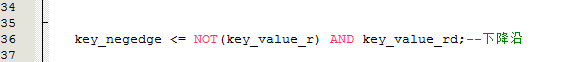 34
35
36 key_negedge <= NOT(key_value_r) AND key_value_rd;--下降沿
37